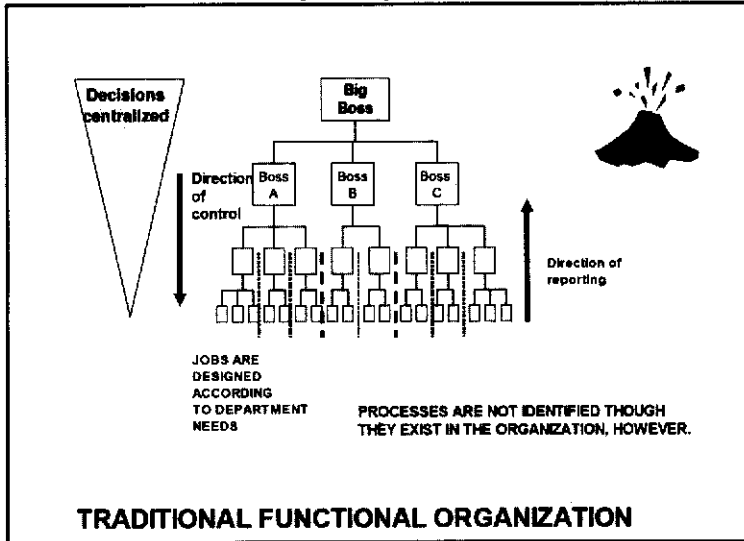 Decisions
centralized
Big
Boss
Direction
of
control
Boss
A
Boss
B
Boss
C
Direction of
reporting
JOBS ARE
DESIGNED
ACCORDING
TO DEPARTMENT
NEEDS
PROCESSES ARE NOT IDENTIFIED THOUGH
THEY EXIST IN THE ORGANIZATION, HOWEVER.
TRADITIONAL FUNCTIONAL ORGANIZATION